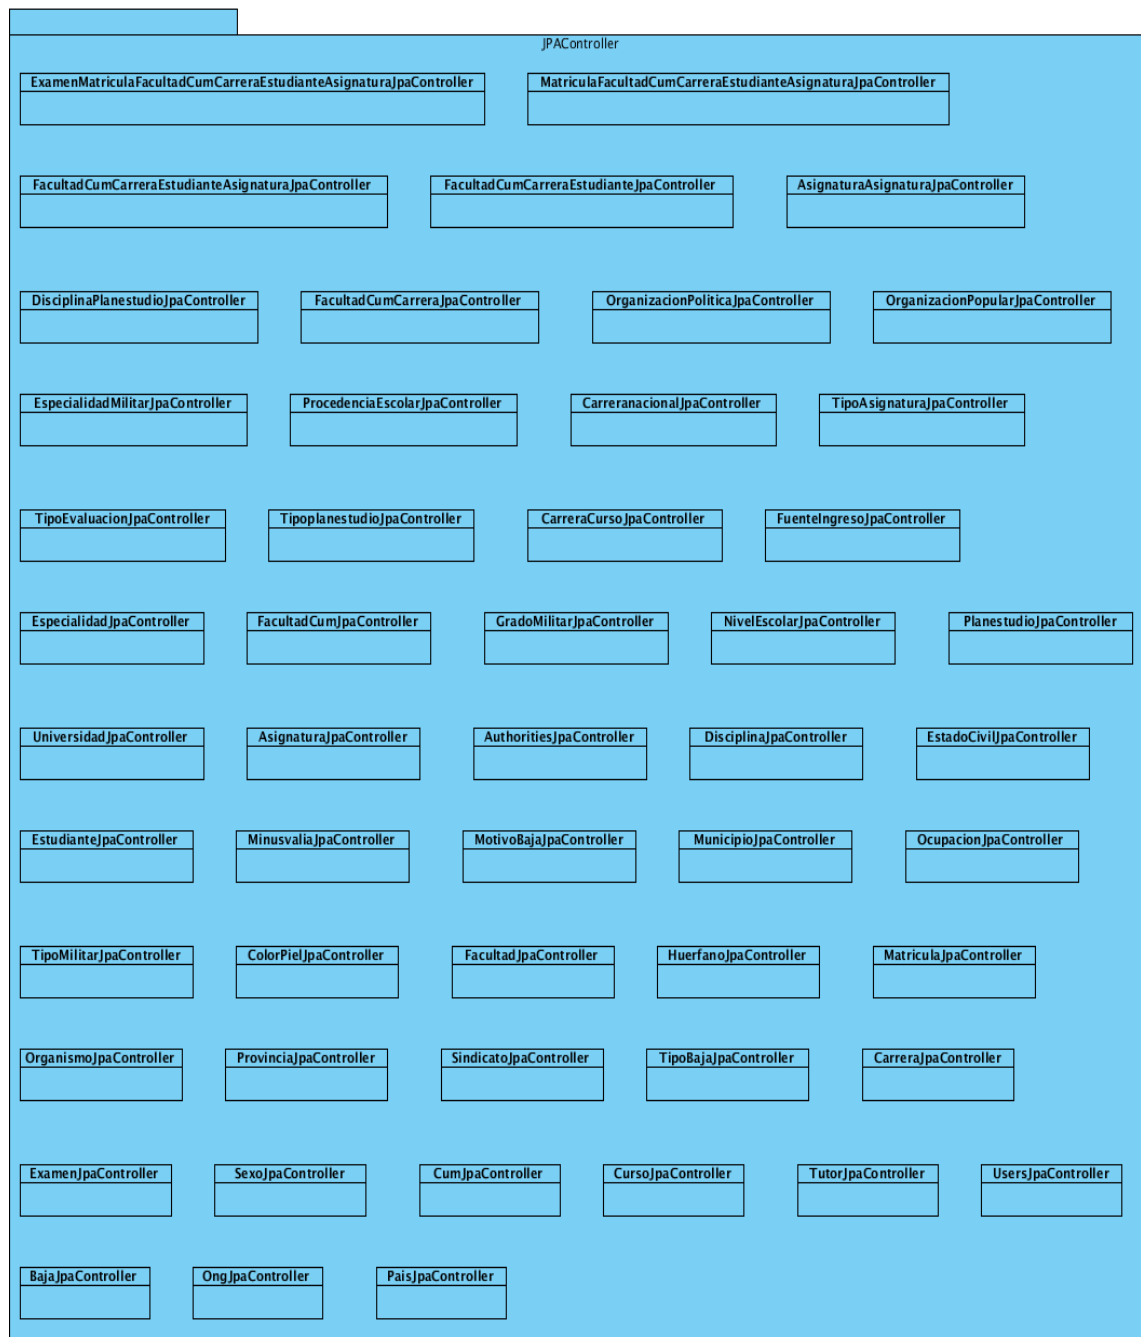 JPAController
ExamenMatriculaFacultadCumCarreraEstudianteAsignaturaJpaController MatriculaFacultadCumCarreraEstudianteAsignaturaJpaController
FacultadCumCarreraEstudianteAsignaturaJpaController FacultadCumCarreraEstudianteJpaController AsignaturaAsignaturaJpaController
DisciplinaPlanestudioJpaController FacultadCumCarreraJpaController OrganizacionPoliticaJpaController OrganizacionPopularJpaController
EspecialidadMilitarJpaController ProcedenciaEscolarJpaController CarreranacionalJpaController TipoAsignaturaJpaController
TipoEvaluacionJpaController TipoplanestudioJpaController CarreraCursoJpaController FuenteIngresoJpaController
EspecialidadJpaController FacultadCumJpaController GradoMilitarJpaController NivelEscolarJpaController PlanestudioJpaController
UniversidadJpaController AsignaturaJpaController AuthoritiesJpaController DisciplinaJpaController EstadoCivilJpaController
EstudianteJpaController MinusvaliaJpaController MotivoBajaJpaController MunicipioJpaController OcupacionJpaController
TipoMilitarJpaController ColorPielJpaController FacultadJpaController HuerfanoJpaController MatriculaJpaController
OrganismoJpaController ProvinciaJpaController SindicatoJpaController TipoBajaJpaController CarreraJpaController
ExamenJpaController SexoJpaController CumJpaController CursoJpaController TutorJpaController UsersJpaController
BajaJpaController OngJpaController PaisJpaController